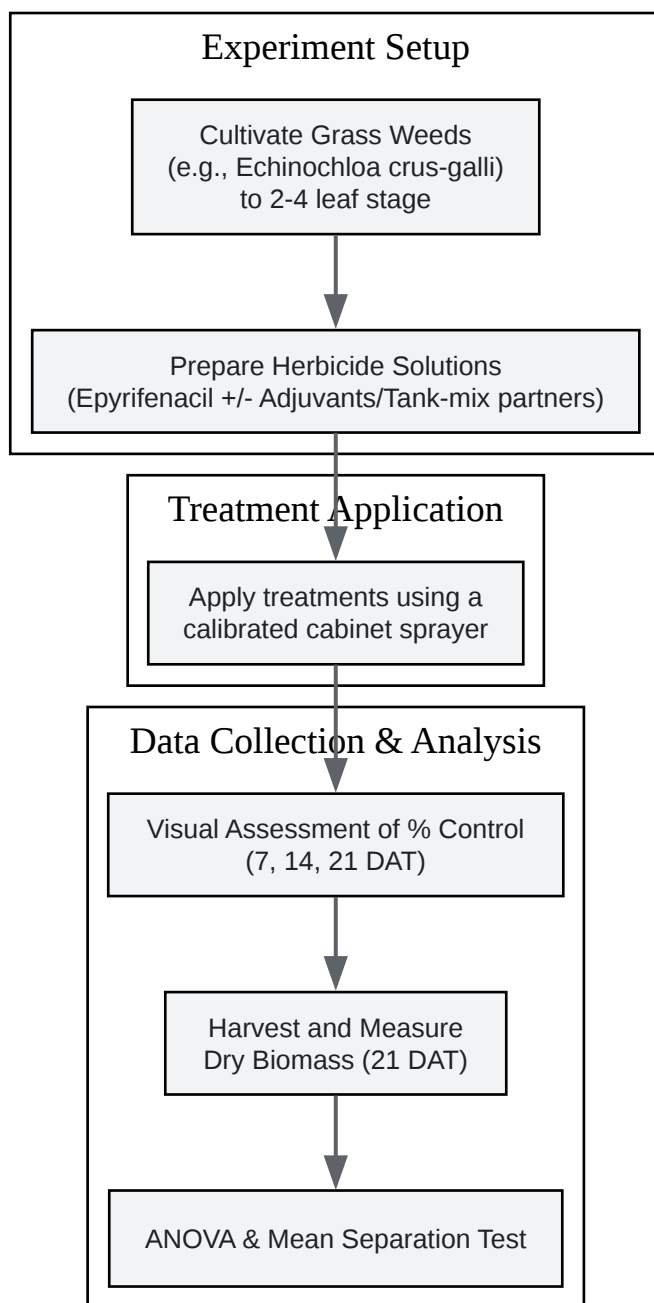 Experiment Setup
Cultivate Grass Weeds
(e.g., Echinochloa crus-galli)
to 2-4 leaf stage
Prepare Herbicide Solutions
(Epyrifenacil +/- Adjuvants/Tank-mix partners)
Treatment Application
Apply treatments using a
calibrated cabinet sprayer
Data Collection & Analysis
Visual Assessment of % Control
(7, 14, 21 DAT)
Harvest and Measure
Dry Biomass (21 DAT)
ANOVA & Mean Separation Test